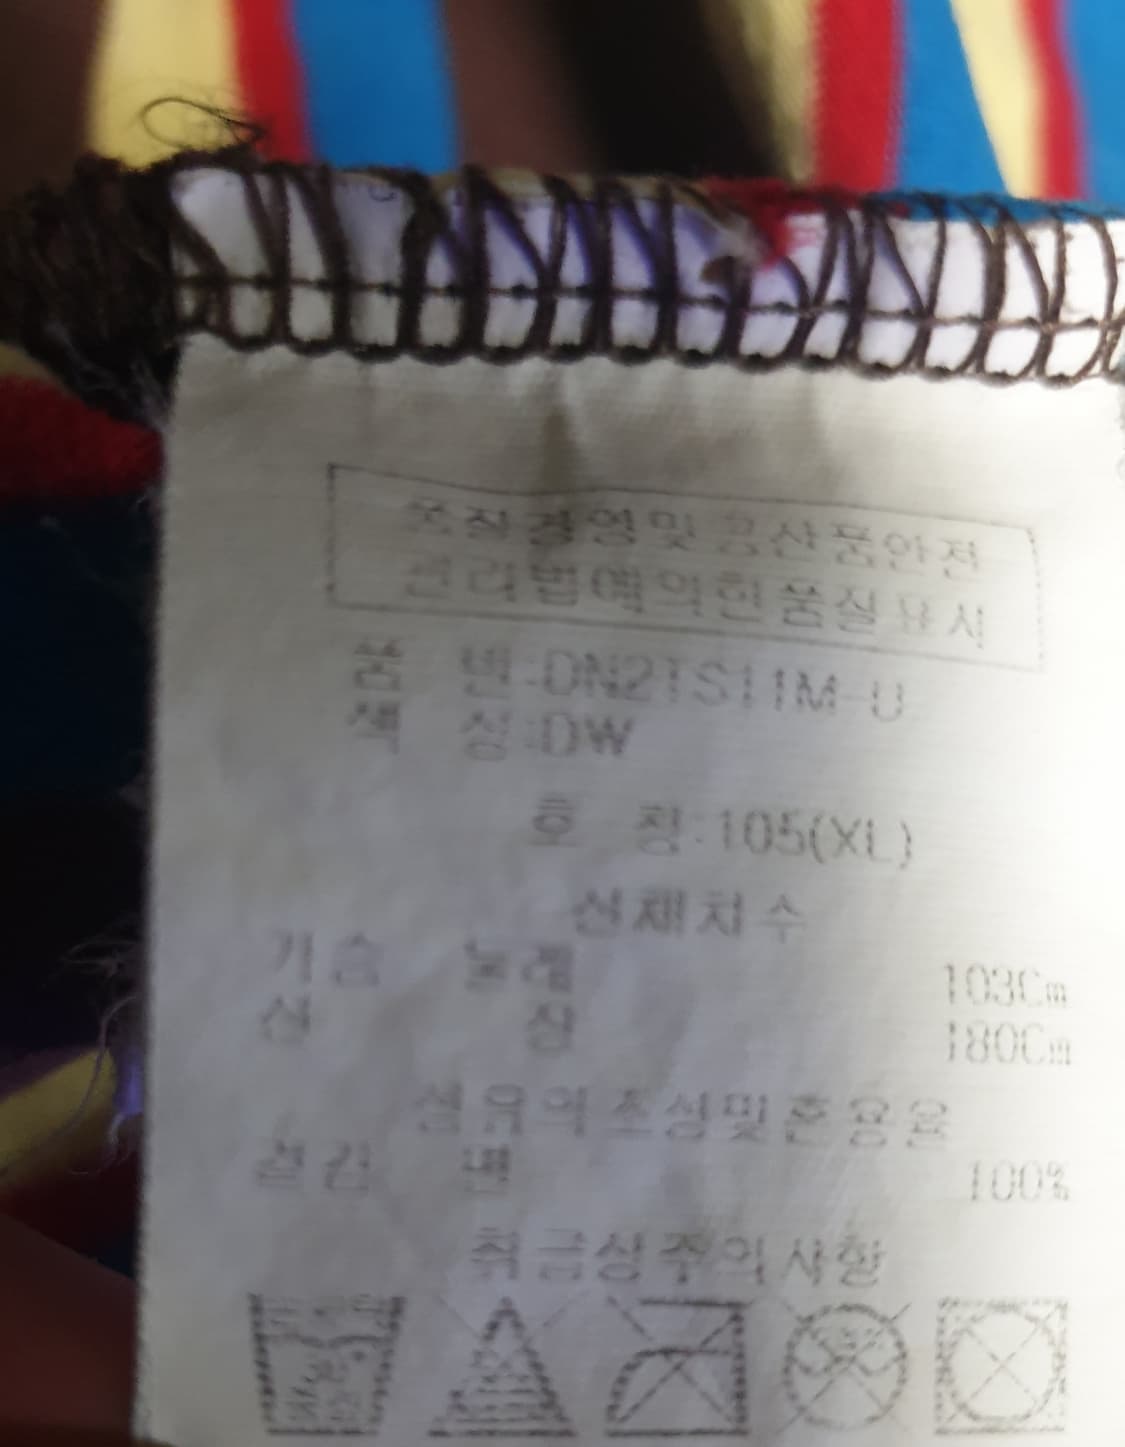 품질경영및공산품안전
관리법에의한품질표시
품 번:DN2TS11M-U
색 상:DW
호 칭:105(XL)
신체치수
가슴 둘레 103Cm
신 장 180Cm
섬유의조성및혼용율
겉감 면 100%
취급상주의사항